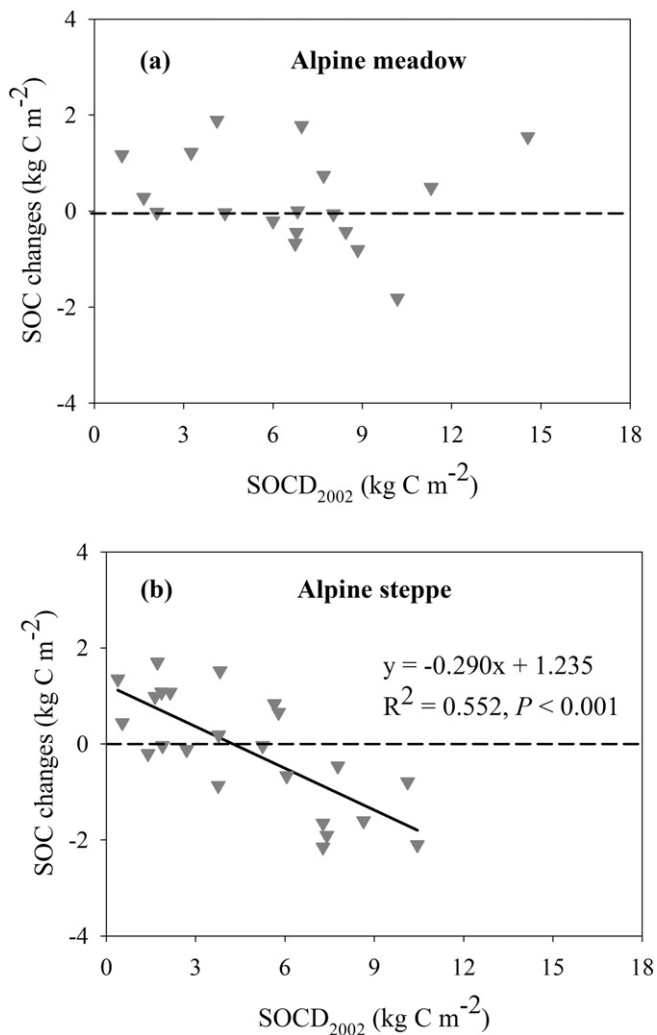 4
(a) Alpine meadow
2
0
-2
-4
SOC changes (kg C m⁻²)
0 3 6 9 12 15 18
SOCD₂₀₀₂ (kg C m⁻²)
4
(b) Alpine steppe
2
y = -0.290x + 1.235
R² = 0.552, P < 0.001
0
-2
-4
SOC changes (kg C m⁻²)
0 3 6 9 12 15 18
SOCD₂₀₀₂ (kg C m⁻²)